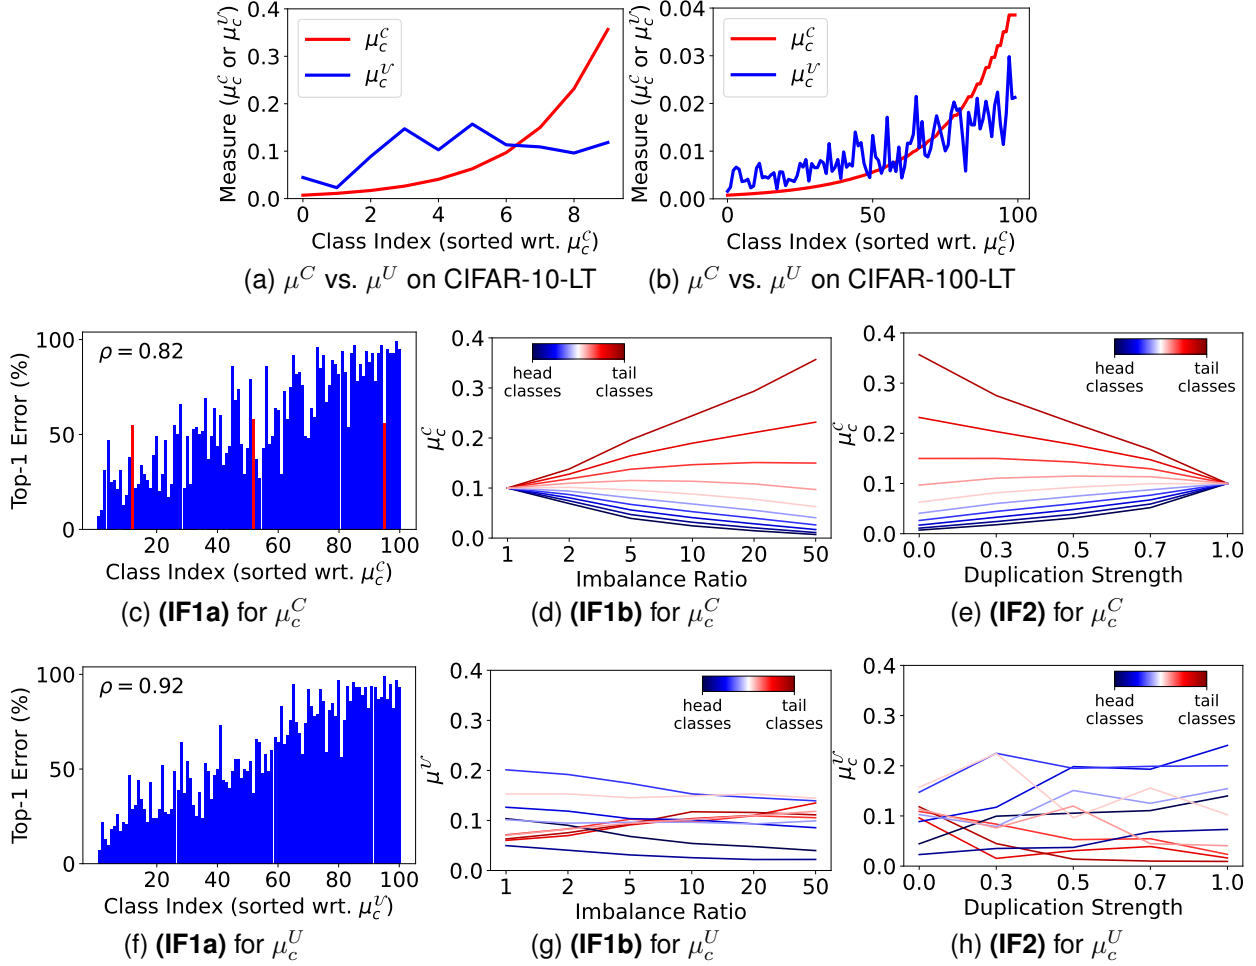 0.4
0.3
0.2
0.1
0.0
Measure (μ_c^𝒞 or μ_c^𝒰)
μ_c^𝒞
μ_c^𝒰
0 2 4 6 8
Class Index (sorted wrt. μ_c^𝒞)
(a) μ^C vs. μ^U on CIFAR-10-LT
0.04
0.03
0.02
0.01
0.00
Measure (μ_c^𝒞 or μ_c^𝒰)
μ_c^𝒞
μ_c^𝒰
0 50 100
Class Index (sorted wrt. μ_c^𝒞)
(b) μ^C vs. μ^U on CIFAR-100-LT
100
50
0
Top-1 Error (%)
ρ = 0.82
20 40 60 80 100
Class Index (sorted wrt. μ_c^𝒞)
(c) (IF1a) for μ_c^C
0.4
0.3
0.2
0.1
0.0
μ_c^𝒞
head classes
tail classes
1 2 5 10 20 50
Imbalance Ratio
(d) (IF1b) for μ_c^C
0.4
0.3
0.2
0.1
0.0
μ_c^𝒞
head classes
tail classes
0.0 0.3 0.5 0.7 1.0
Duplication Strength
(e) (IF2) for μ_c^C
100
50
0
Top-1 Error (%)
ρ = 0.92
20 40 60 80 100
Class Index (sorted wrt. μ_c^𝒰)
(f) (IF1a) for μ_c^U
0.4
0.3
0.2
0.1
0.0
μ^𝒰
head classes
tail classes
1 2 5 10 20 50
Imbalance Ratio
(g) (IF1b) for μ_c^U
0.4
0.3
0.2
0.1
0.0
μ_c^𝒰
head classes
tail classes
0.0 0.3 0.5 0.7 1.0
Duplication Strength
(h) (IF2) for μ_c^U